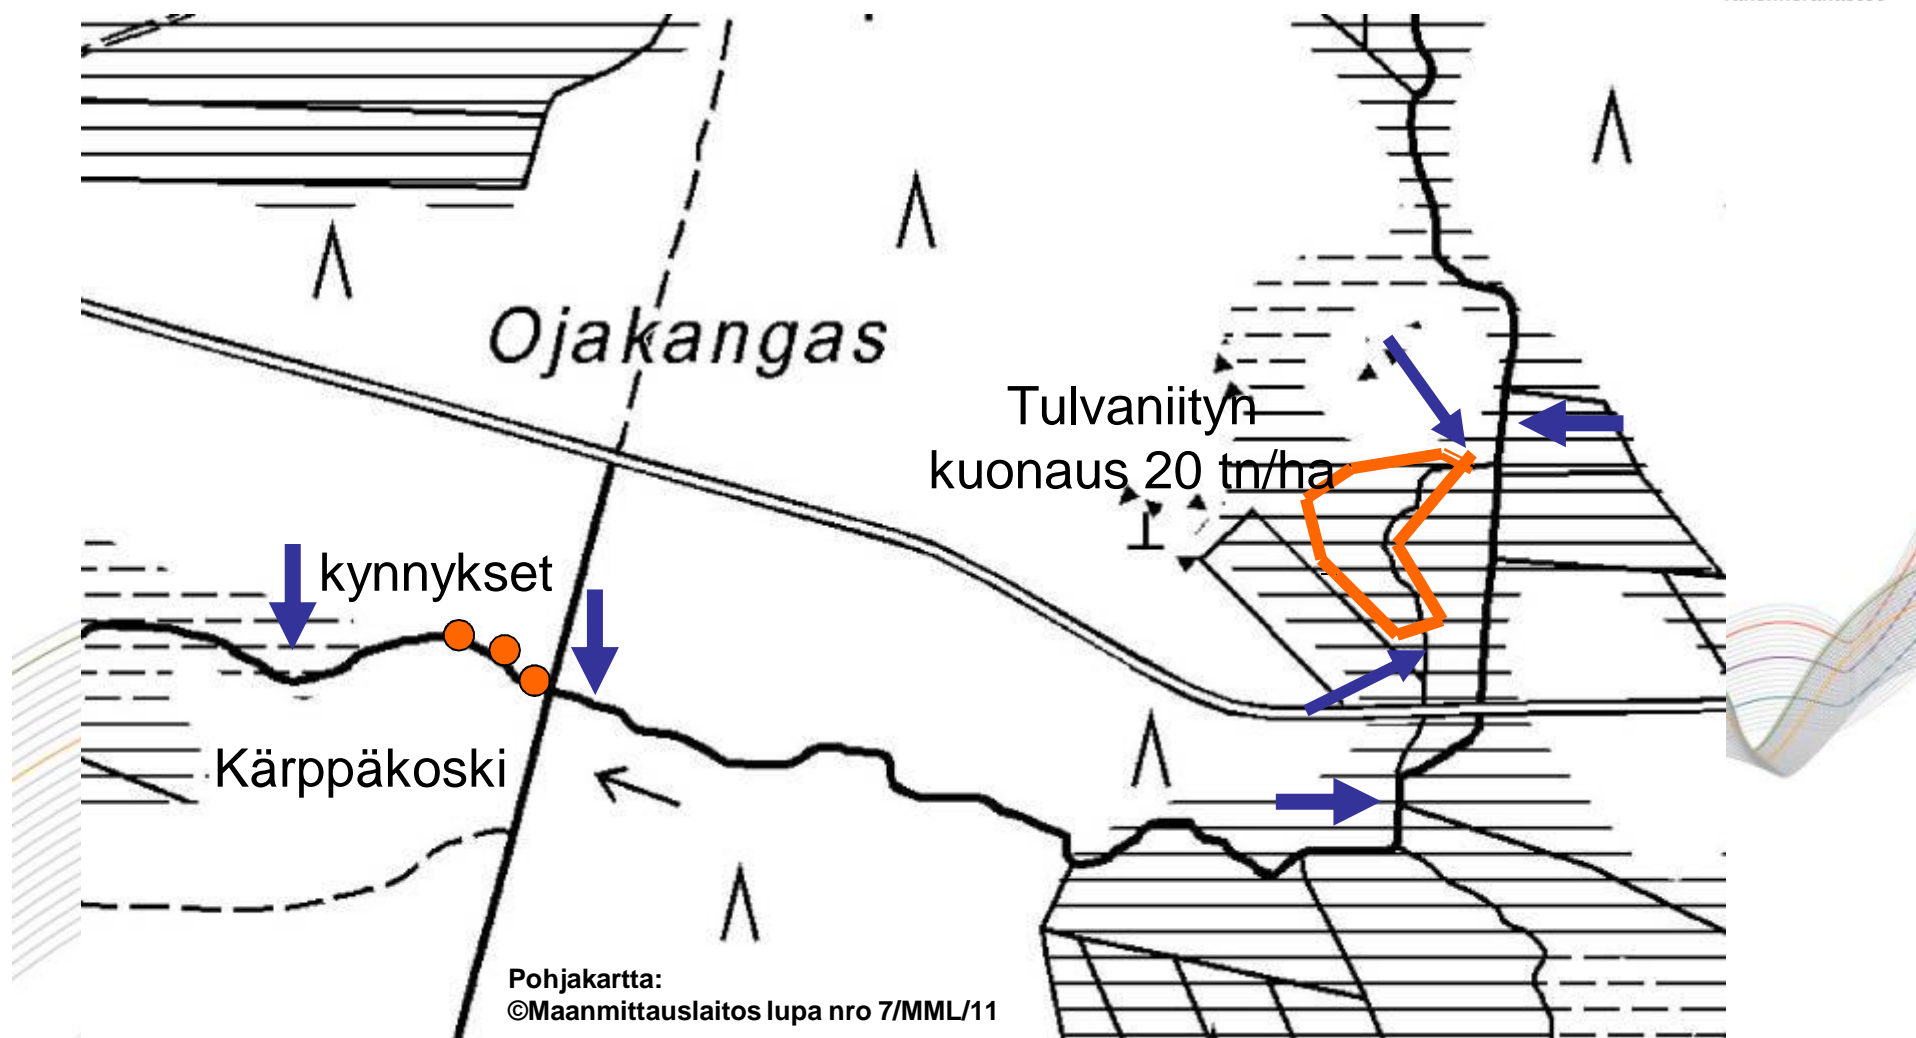 Ojakangas
Tulvaniityn
kuonaus 20 tn/ha
kynnykset
Kärppäkoski
Pohjakartta:
©Maanmittauslaitos lupa nro 7/MML/11